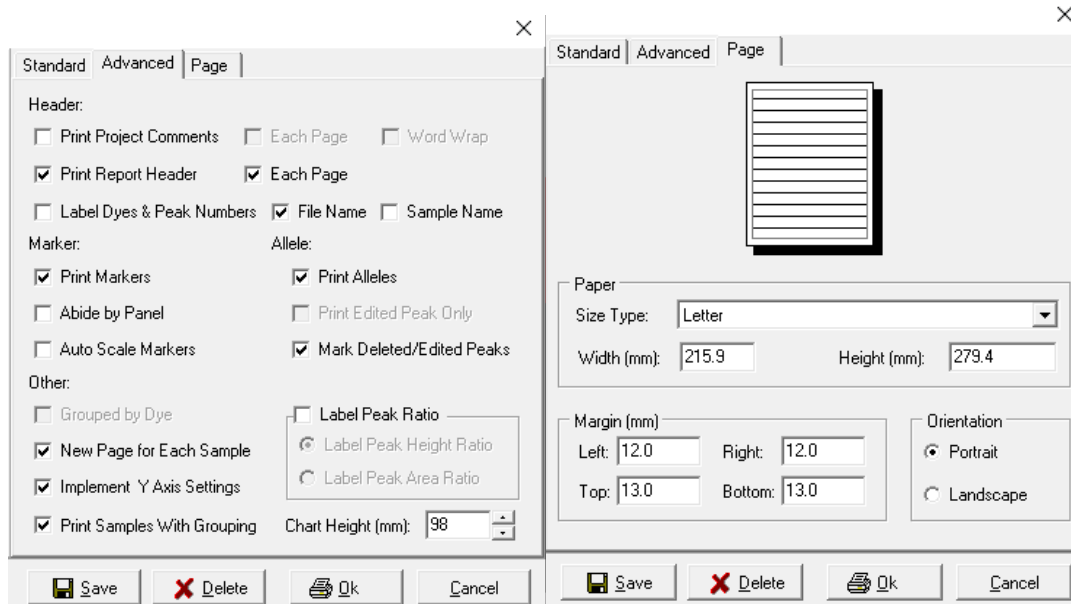 Standard Advanced Page
Header:
Print Project Comments Each Page Word Wrap
Print Report Header Each Page
Label Dyes & Peak Numbers File Name Sample Name
Marker: Allele:
Print Markers Print Alleles
Abide by Panel Print Edited Peak Only
Auto Scale Markers Mark Deleted/Edited Peaks
Other:
Grouped by Dye Label Peak Ratio
New Page for Each Sample Label Peak Height Ratio
Implement Y Axis Settings Label Peak Area Ratio
Print Samples With Grouping Chart Height (mm): 98
Save Delete Ok Cancel
Standard Advanced Page
Paper
Size Type: Letter
Width (mm): 215.9 Height (mm): 279.4
Margin (mm) Orientation
Left: 12.0 Right: 12.0 Portrait
Top: 13.0 Bottom: 13.0 Landscape
Save Delete Ok Cancel